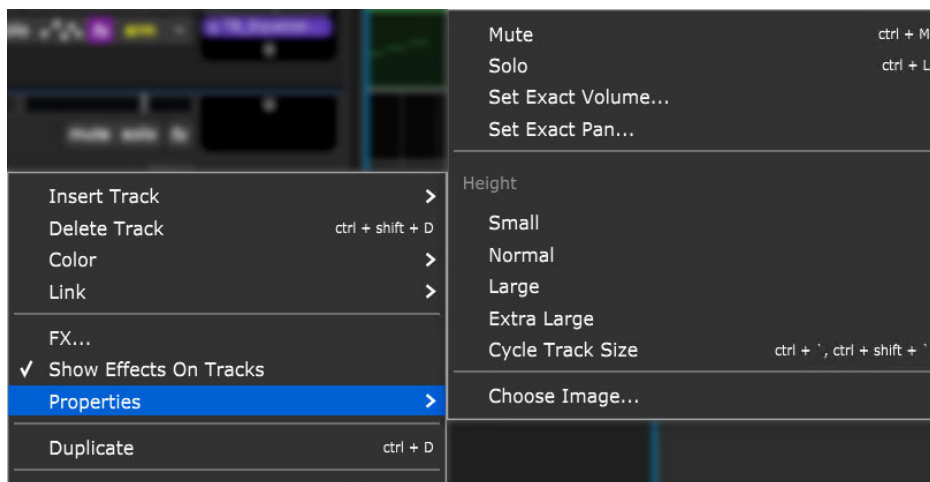 mute solo fx
Insert Track
Delete Track ctrl + shift + D
Color
Link
FX...
Show Effects On Tracks
Properties
Duplicate ctrl + D
Mute ctrl + M
Solo ctrl + L
Set Exact Volume...
Set Exact Pan...
Height
Small
Normal
Large
Extra Large
Cycle Track Size ctrl + `, ctrl + shift + `
Choose Image...